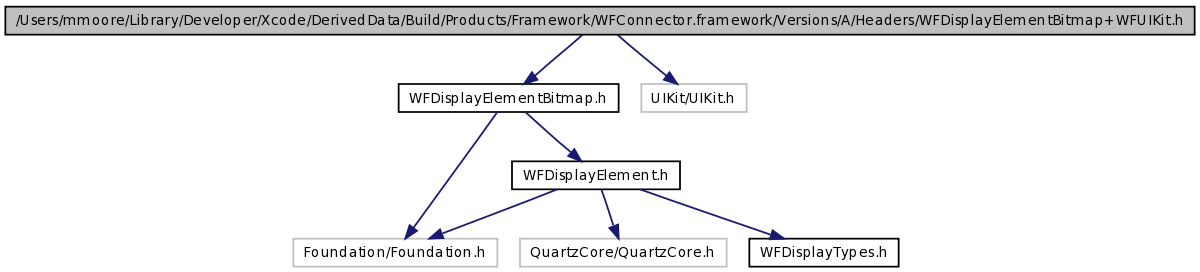 /Users/mmoore/Library/Developer/Xcode/DerivedData/Build/Products/Framework/WFConnector.framework/Versions/A/Headers/WFDisplayElementBitmap+WFUIKit.h
WFDisplayElementBitmap.h
UIKit/UIKit.h
WFDisplayElement.h
Foundation/Foundation.h
QuartzCore/QuartzCore.h
WFDisplayTypes.h